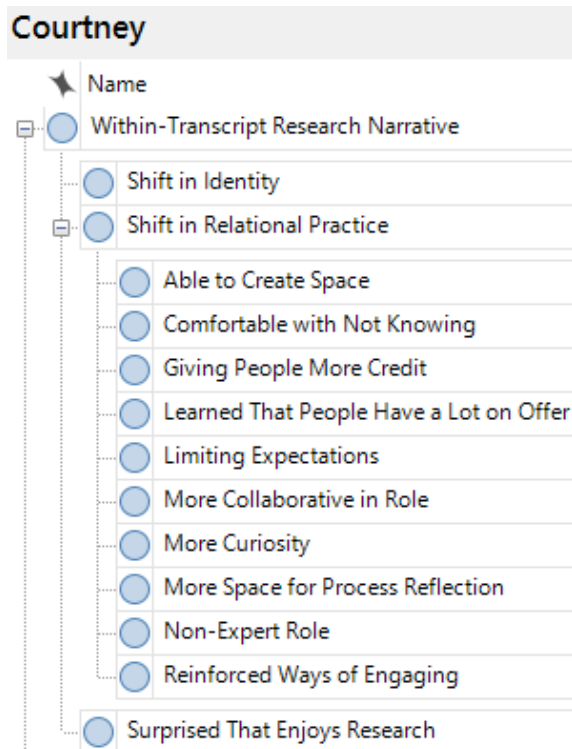 Courtney
Name
Within-Transcript Research Narrative
Shift in Identity
Shift in Relational Practice
Able to Create Space
Comfortable with Not Knowing
Giving People More Credit
Learned That People Have a Lot on Offer
Limiting Expectations
More Collaborative in Role
More Curiosity
More Space for Process Reflection
Non-Expert Role
Reinforced Ways of Engaging
Surprised That Enjoys Research